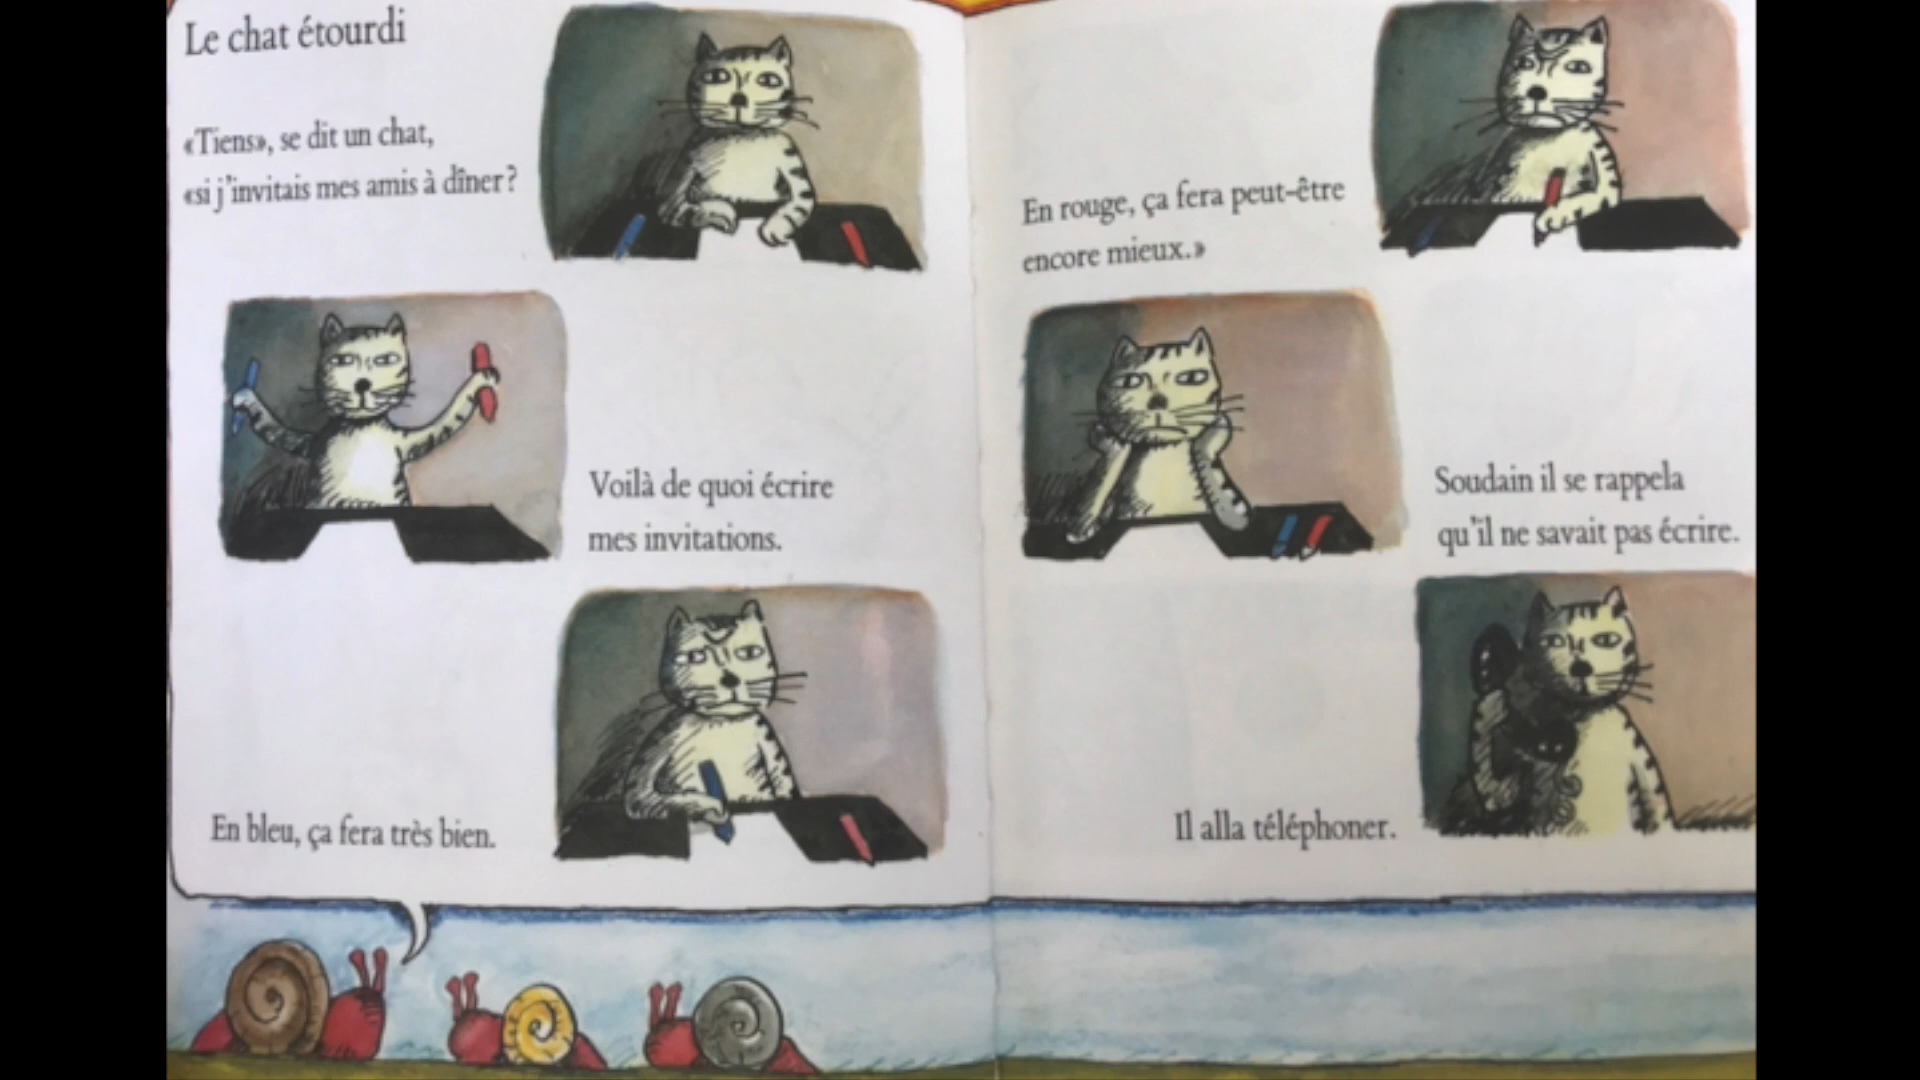 Le chat étourdi
«Tiens», se dit un chat,
«si j'invitais mes amis à dîner?
Voilà de quoi écrire
mes invitations.
En bleu, ça fera très bien.
En rouge, ça fera peut-être
encore mieux.»
Soudain il se rappela
qu'il ne savait pas écrire.
Il alla téléphoner.